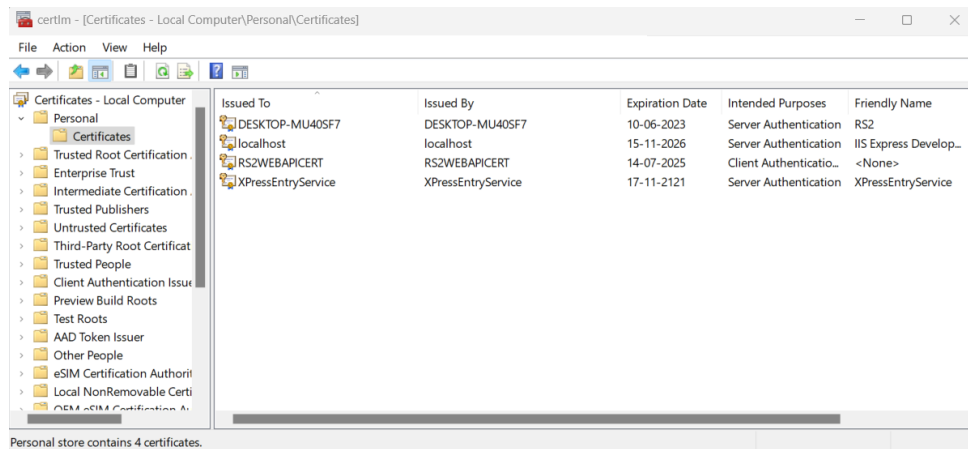 certlm - [Certificates - Local Computer\Personal\Certificates]
File Action View Help
Certificates - Local Computer
Personal
Certificates
Trusted Root Certification
Enterprise Trust
Intermediate Certification
Trusted Publishers
Untrusted Certificates
Third-Party Root Certificat
Trusted People
Client Authentication Issue
Preview Build Roots
Test Roots
AAD Token Issuer
Other People
eSIM Certification Authorit
Local NonRemovable Certi
OEM eSIM Certification
Issued To Issued By Expiration Date Intended Purposes Friendly Name
DESKTOP-MU40SF7 DESKTOP-MU40SF7 10-06-2023 Server Authentication RS2
localhost localhost 15-11-2026 Server Authentication IIS Express Develop...
RS2WEBAPICERT RS2WEBAPICERT 14-07-2025 Client Authenticatio... <None>
XPressEntryService XPressEntryService 17-11-2121 Server Authentication XPressEntryService
Personal store contains 4 certificates.